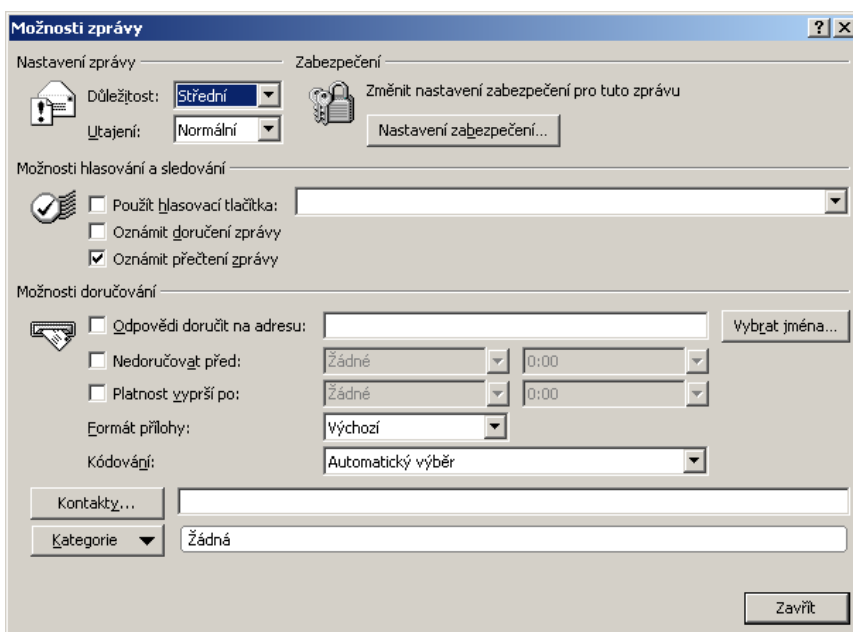 Možnosti zprávy
Nastavení zprávy Zabezpečení
Důležitost: Střední Změnit nastavení zabezpečení pro tuto zprávu
Utajení: Normální Nastavení zabezpečení...
Možnosti hlasování a sledování
Použít hlasovací tlačítka:
Oznámit doručení zprávy
Oznámit přečtení zprávy
Možnosti doručování
Odpovědi doručit na adresu: Vybrat jména...
Nedoručovat před: Žádné 0:00
Platnost vyprší po: Žádné 0:00
Formát přílohy: Výchozí
Kódování: Automatický výběr
Kontakty...
Kategorie Žádná
Zavřít